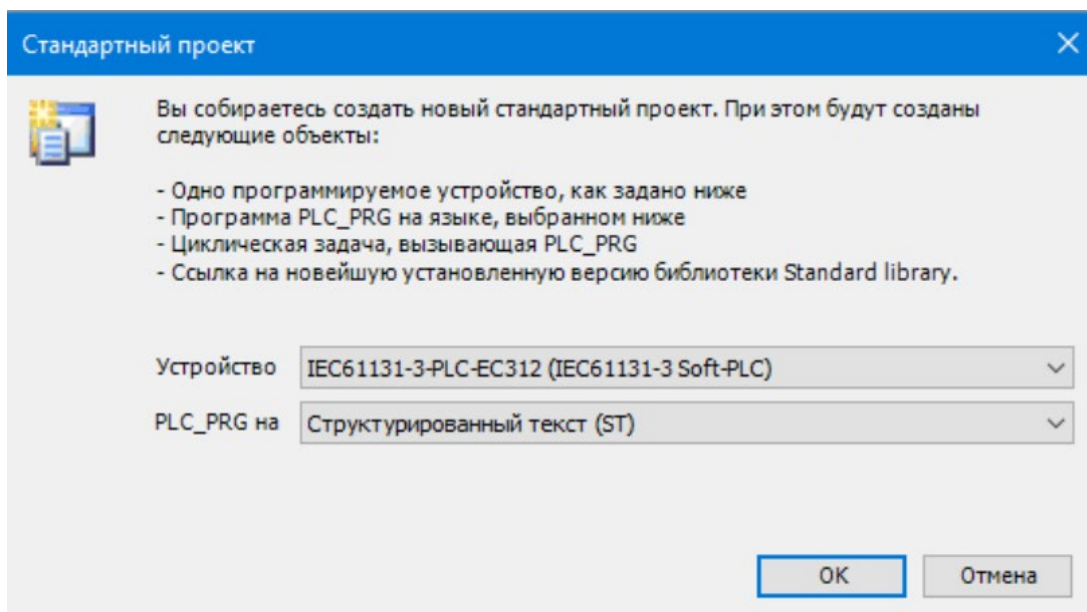 Стандартный проект
Вы собираетесь создать новый стандартный проект. При этом будут созданы
следующие объекты:
- Одно программируемое устройство, как задано ниже
- Программа PLC_PRG на языке, выбранном ниже
- Циклическая задача, вызывающая PLC_PRG
- Ссылка на новейшую установленную версию библиотеки Standard library.
Устройство IEC61131-3-PLC-EC312 (IEC61131-3 Soft-PLC)
PLC_PRG на Структурированный текст (ST)
ОК Отмена